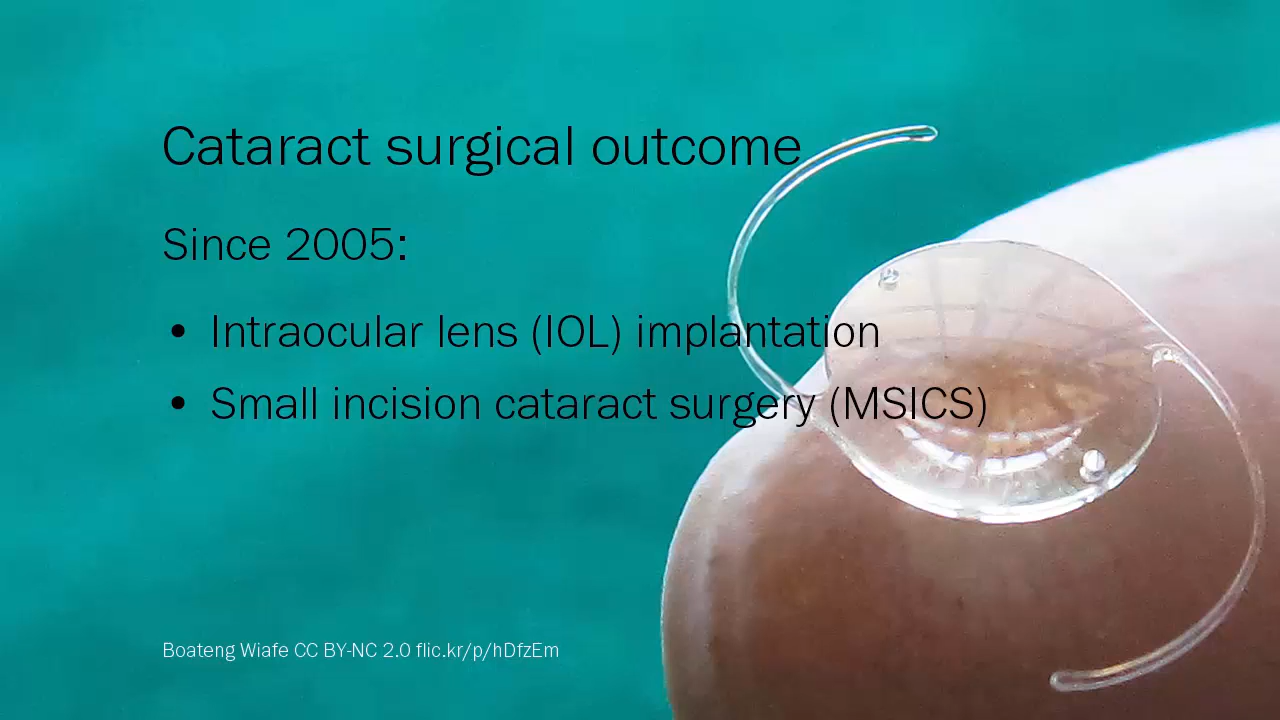 Cataract surgical outcome
Since 2005:
• Intraocular lens (IOL) implantation
• Small incision cataract surgery (MSICS)
Boateng Wiafe CC BY-NC 2.0 flic.kr/p/hDfzEm